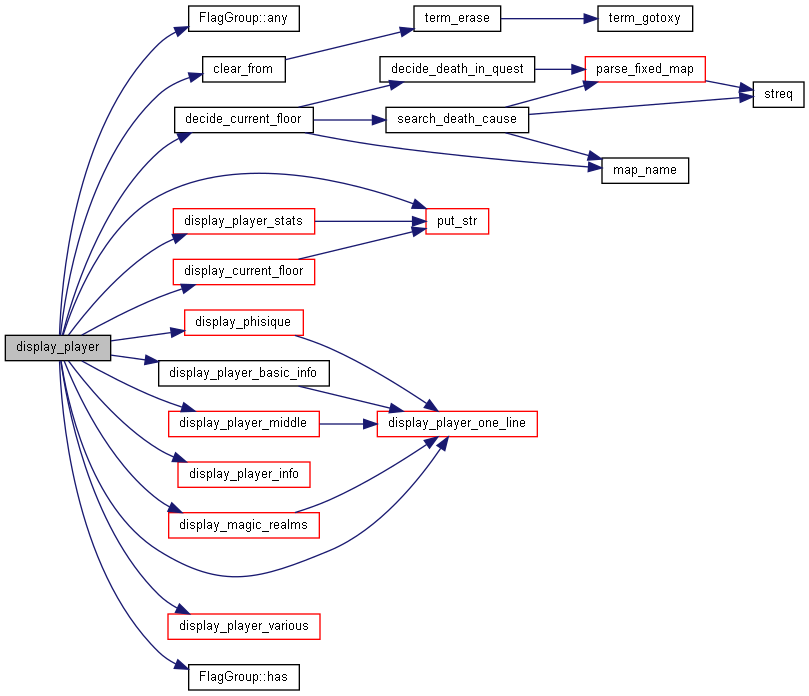 FlagGroup::any
term_erase
term_gotoxy
clear_from
decide_death_in_quest
parse_fixed_map
streq
decide_current_floor
search_death_cause
map_name
display_player_stats
put_str
display_current_floor
display_phisique
display_player
display_player_basic_info
display_player_middle
display_player_one_line
display_player_info
display_magic_realms
display_player_various
FlagGroup::has